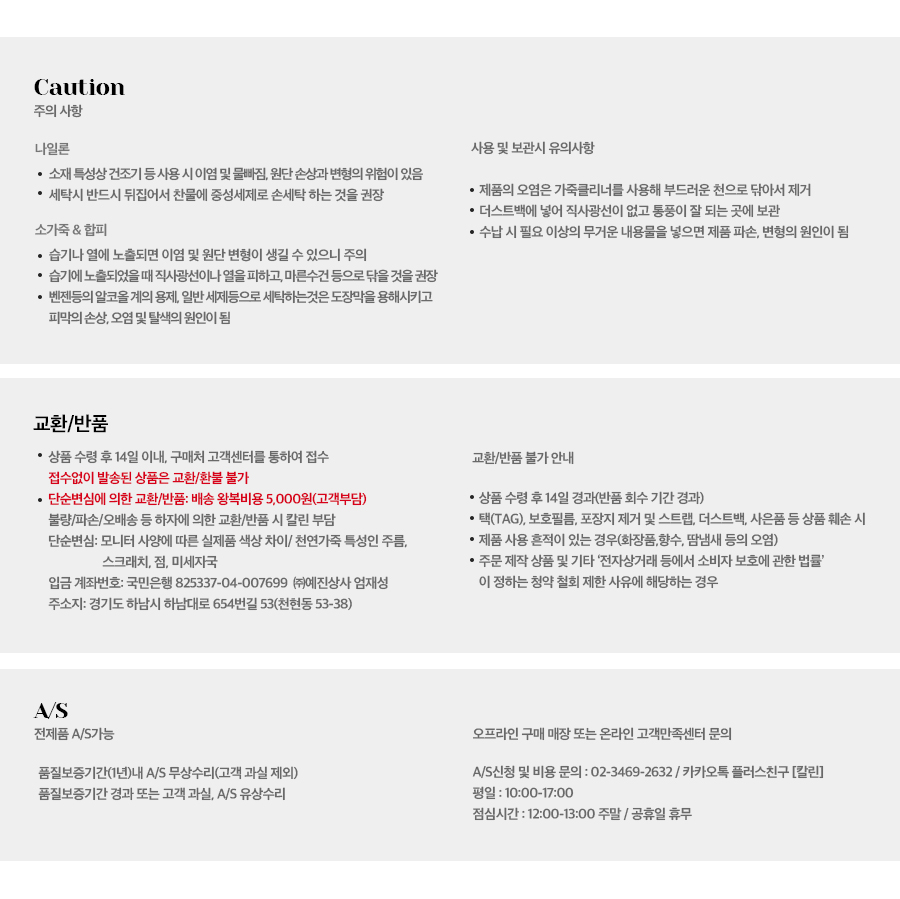 Caution
주의 사항
나일론
• 소재 특성상 건조기 등 사용 시 이염 및 물빠짐, 원단 손상과 변형의 위험이 있음
• 세탁시 반드시 뒤집어서 찬물에 중성세제로 손세탁 하는 것을 권장
소가죽 & 합피
• 습기나 열에 노출되면 이염 및 원단 변형이 생길 수 있으니 주의
• 습기에 노출되었을 때 직사광선이나 열을 피하고, 마른수건 등으로 닦을 것을 권장
• 벤젠등의 알코올 계의 용제, 일반 세제등으로 세탁하는것은 도장막을 용해시키고
피막의 손상, 오염 및 탈색의 원인이 됨
사용 및 보관시 유의사항
• 제품의 오염은 가죽클리너를 사용해 부드러운 천으로 닦아서 제거
• 더스트백에 넣어 직사광선이 없고 통풍이 잘 되는 곳에 보관
• 수납 시 필요 이상의 무거운 내용물을 넣으면 제품 파손, 변형의 원인이 됨
교환/반품
• 상품 수령 후 14일 이내, 구매처 고객센터를 통하여 접수
접수없이 발송된 상품은 교환/환불 불가
• 단순변심에 의한 교환/반품: 배송 왕복비용 5,000원(고객부담)
불량/파손/오배송 등 하자에 의한 교환/반품 시 칼린 부담
단순변심: 모니터 사양에 따른 실제품 색상 차이/ 천연가죽 특성인 주름,
스크래치, 점, 미세자국
입금 계좌번호: 국민은행 825337-04-007699 ㈜예진상사 엄재성
주소지: 경기도 하남시 하남대로 654번길 53(천현동 53-38)
교환/반품 불가 안내
• 상품 수령 후 14일 경과(반품 회수 기간 경과)
• 택(TAG), 보호필름, 포장지 제거 및 스트랩, 더스트백, 사은품 등 상품 훼손 시
• 제품 사용 흔적이 있는 경우(화장품,향수, 땀냄새 등의 오염)
• 주문 제작 상품 및 기타 ‘전자상거래 등에서 소비자 보호에 관한 법률’
이 정하는 청약 철회 제한 사유에 해당하는 경우
A/S
전제품 A/S가능
품질보증기간(1년)내 A/S 무상수리(고객 과실 제외)
품질보증기간 경과 또는 고객 과실, A/S 유상수리
오프라인 구매 매장 또는 온라인 고객만족센터 문의
A/S신청 및 비용 문의 : 02-3469-2632 / 카카오톡 플러스친구 [칼린]
평일 : 10:00-17:00
점심시간 : 12:00-13:00 주말 / 공휴일 휴무